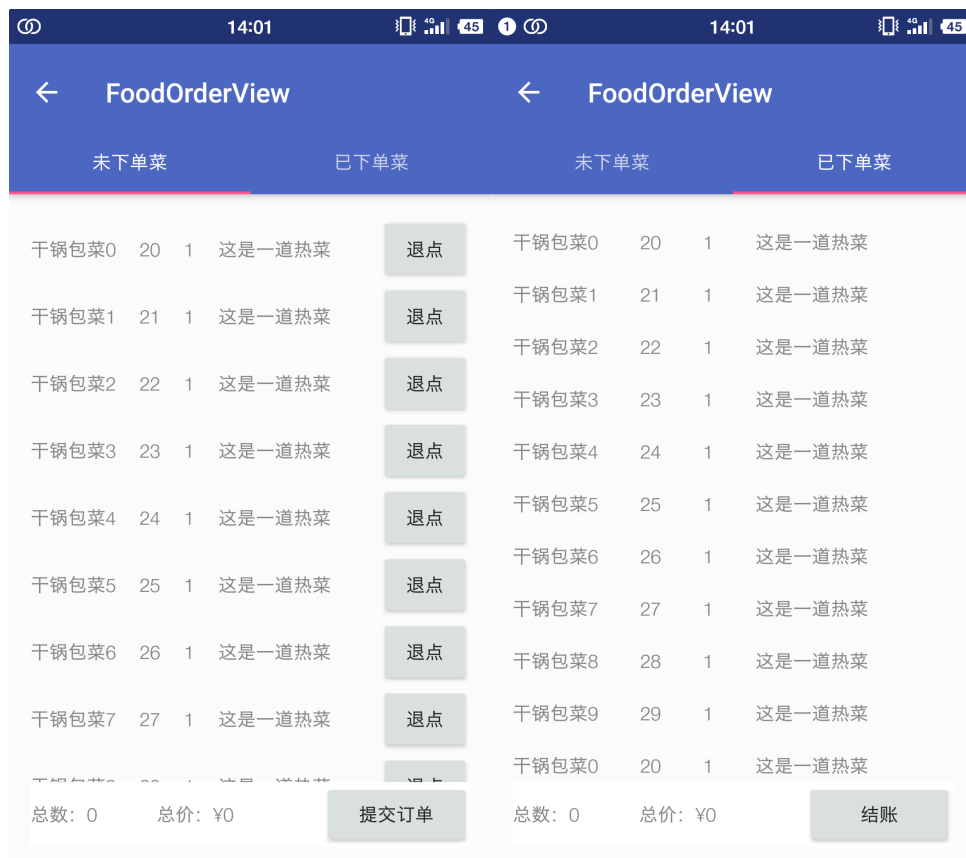 14:01
4G
45
FoodOrderView
未下单菜 已下单菜
干锅包菜0 20 1 这是一道热菜 退点
干锅包菜1 21 1 这是一道热菜 退点
干锅包菜2 22 1 这是一道热菜 退点
干锅包菜3 23 1 这是一道热菜 退点
干锅包菜4 24 1 这是一道热菜 退点
干锅包菜5 25 1 这是一道热菜 退点
干锅包菜6 26 1 这是一道热菜 退点
干锅包菜7 27 1 这是一道热菜 退点
总数: 0 总价: ¥0 提交订单
1
14:01
4G
45
FoodOrderView
未下单菜 已下单菜
干锅包菜0 20 1 这是一道热菜
干锅包菜1 21 1 这是一道热菜
干锅包菜2 22 1 这是一道热菜
干锅包菜3 23 1 这是一道热菜
干锅包菜4 24 1 这是一道热菜
干锅包菜5 25 1 这是一道热菜
干锅包菜6 26 1 这是一道热菜
干锅包菜7 27 1 这是一道热菜
干锅包菜8 28 1 这是一道热菜
干锅包菜9 29 1 这是一道热菜
干锅包菜0 20 1 这是一道热菜
总数: 0 总价: ¥0 结账